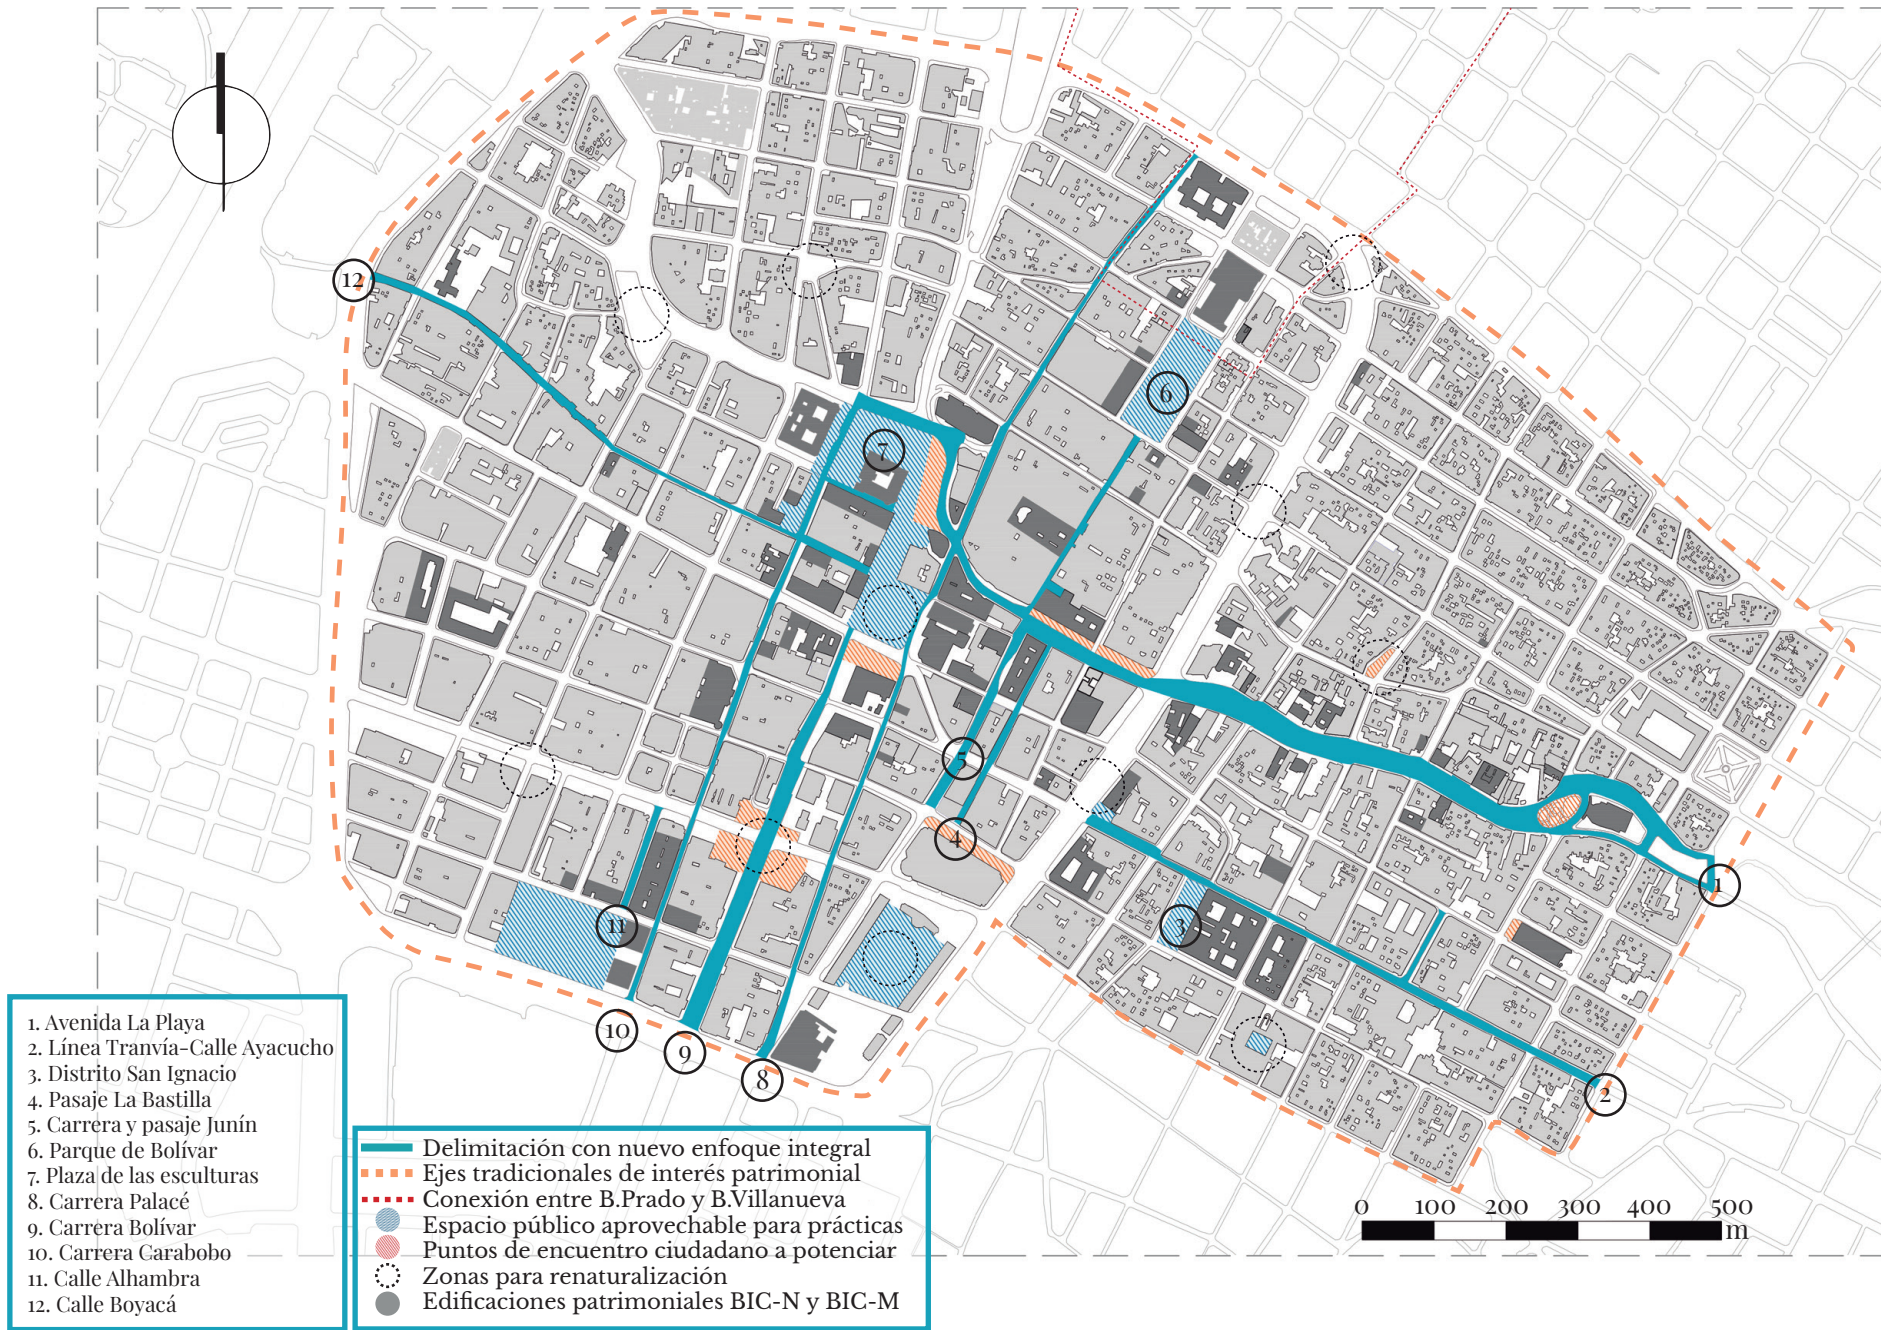 12
6
7
5
4
3
1
11
10
9
8
2
1. Avenida La Playa
2. Línea Tranvía-Calle Ayacucho
3. Distrito San Ignacio
4. Pasaje La Bastilla
5. Carrera y pasaje Junín
6. Parque de Bolívar
7. Plaza de las esculturas
8. Carrera Palacé
9. Carrera Bolívar
10. Carrera Carabobo
11. Calle Alhambra
12. Calle Boyacá
Delimitación con nuevo enfoque integral
Ejes tradicionales de interés patrimonial
Conexión entre B.Prado y B.Villanueva
Espacio público aprovechable para prácticas
Puntos de encuentro ciudadano a potenciar
Zonas para renaturalización
Edificaciones patrimoniales BIC-N y BIC-M
0 100 200 300 400 500
m